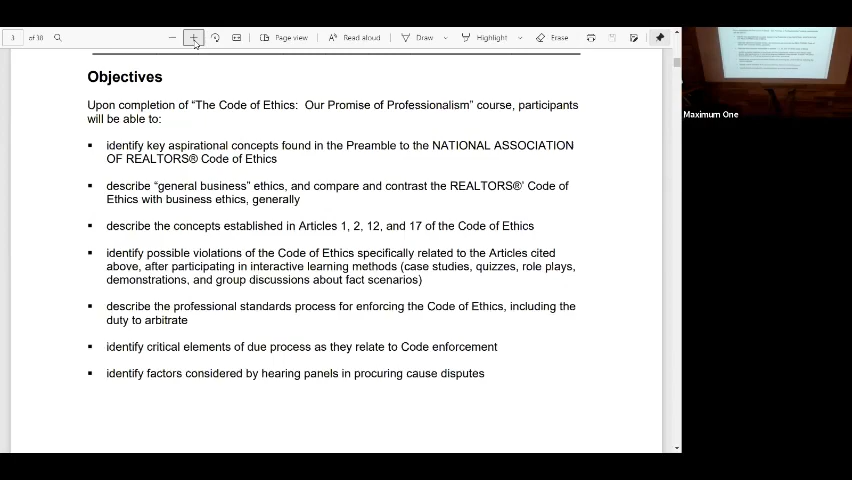 3 of 38
Page view
Read aloud
Draw
Highlight
Erase
Objectives
Upon completion of “The Code of Ethics:  Our Promise of Professionalism” course, participants
will be able to:
▪ identify key aspirational concepts found in the Preamble to the NATIONAL ASSOCIATION
OF REALTORS® Code of Ethics
▪ describe “general business” ethics, and compare and contrast the REALTORS®’ Code of
Ethics with business ethics, generally
▪ describe the concepts established in Articles 1, 2, 12, and 17 of the Code of Ethics
▪ identify possible violations of the Code of Ethics specifically related to the Articles cited
above, after participating in interactive learning methods (case studies, quizzes, role plays,
demonstrations, and group discussions about fact scenarios)
▪ describe the professional standards process for enforcing the Code of Ethics, including the
duty to arbitrate
▪ identify critical elements of due process as they relate to Code enforcement
▪ identify factors considered by hearing panels in procuring cause disputes
Maximum One